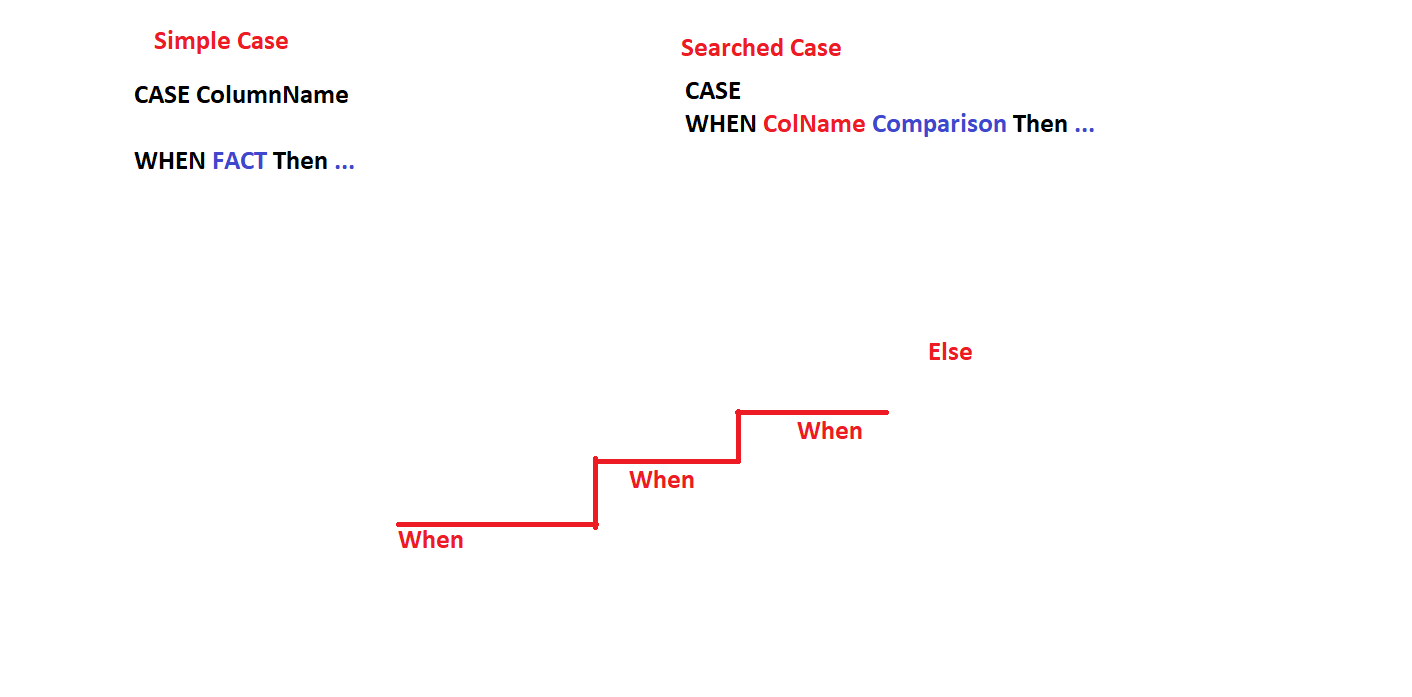 Simple Case
CASE ColumnName
WHEN FACT Then ...
Searched Case
CASE
WHEN ColName Comparison Then ...
Else
When
When
When